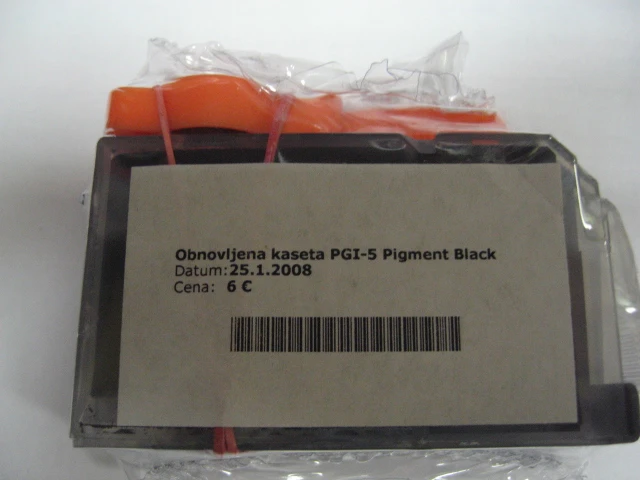 Obnovljena kaseta PGI-5 Pigment Black
Datum: 25.1.2008
Cena: 6 €